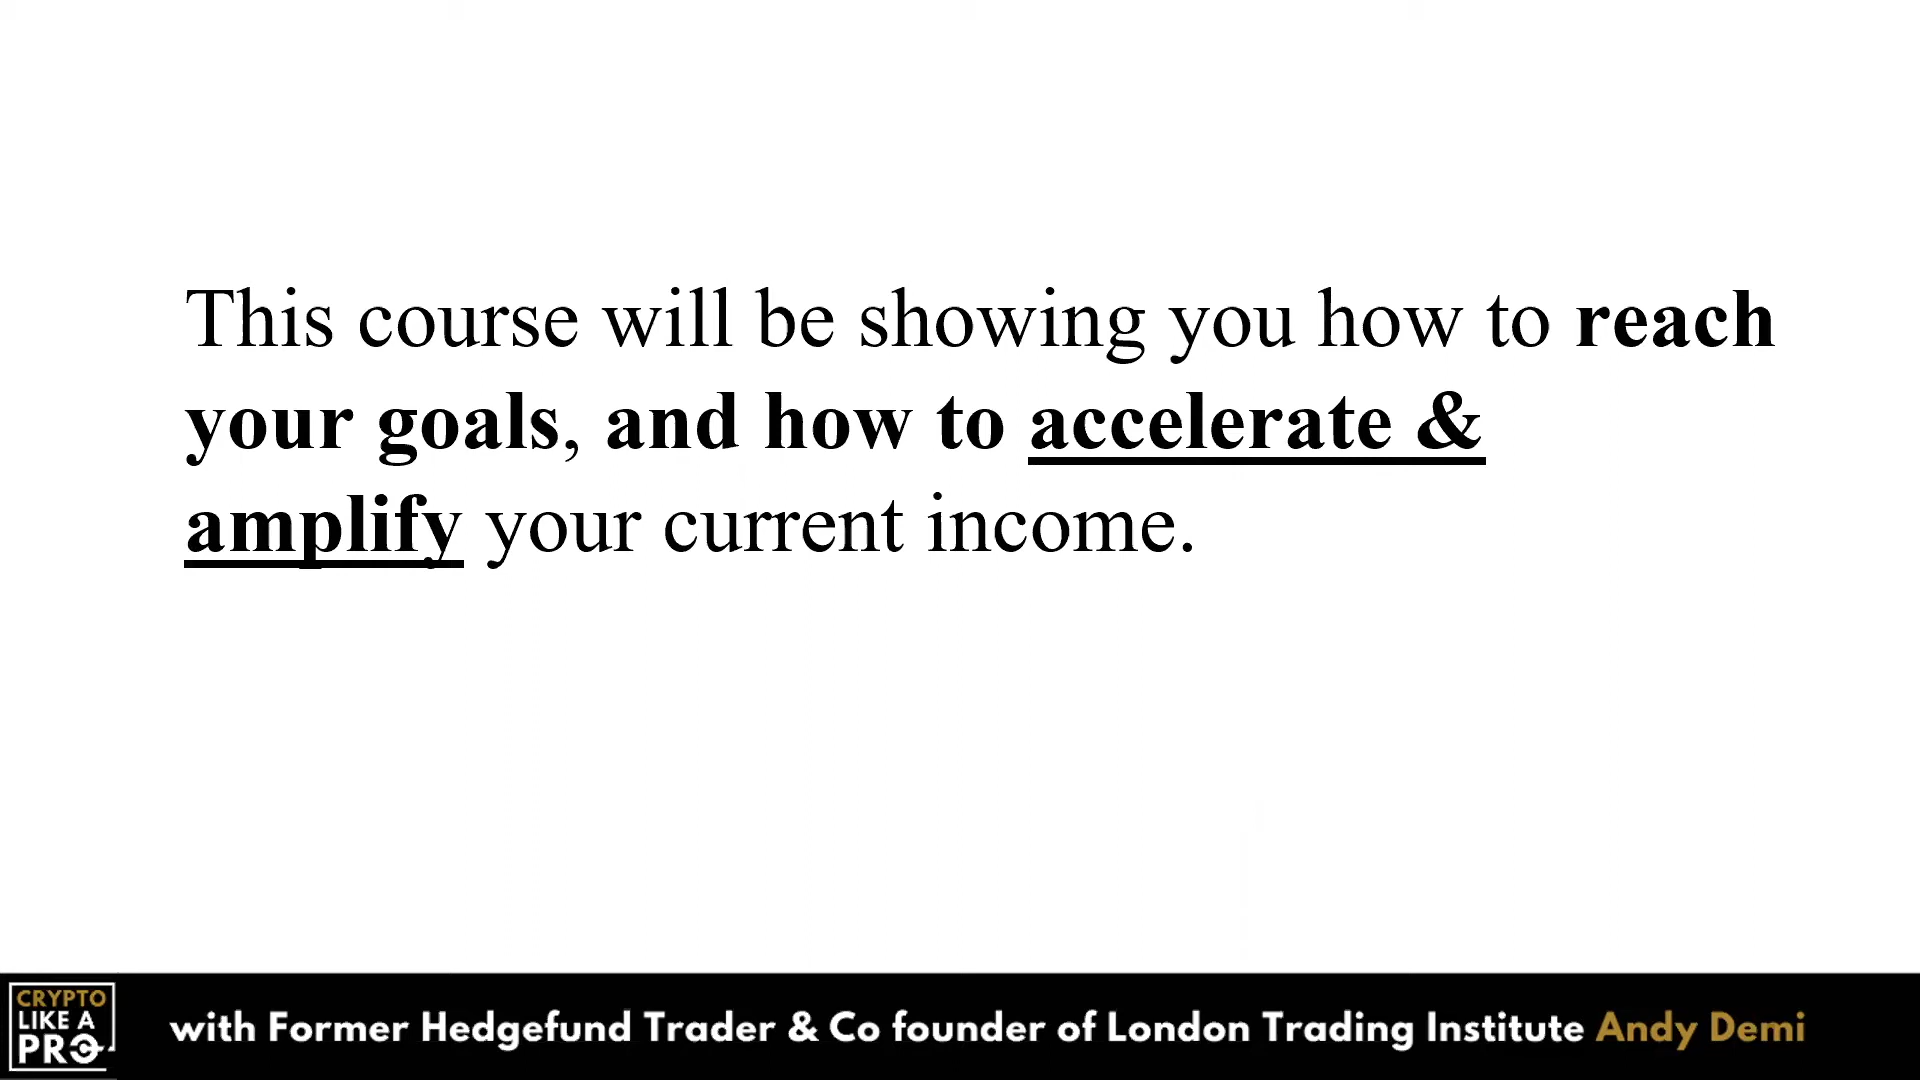 This course will be showing you how to reach
your goals, and how to accelerate &
amplify your current income.
CRYPTO
LIKE A
PRO
with Former Hedgefund Trader & Co founder of London Trading Institute Andy Demi